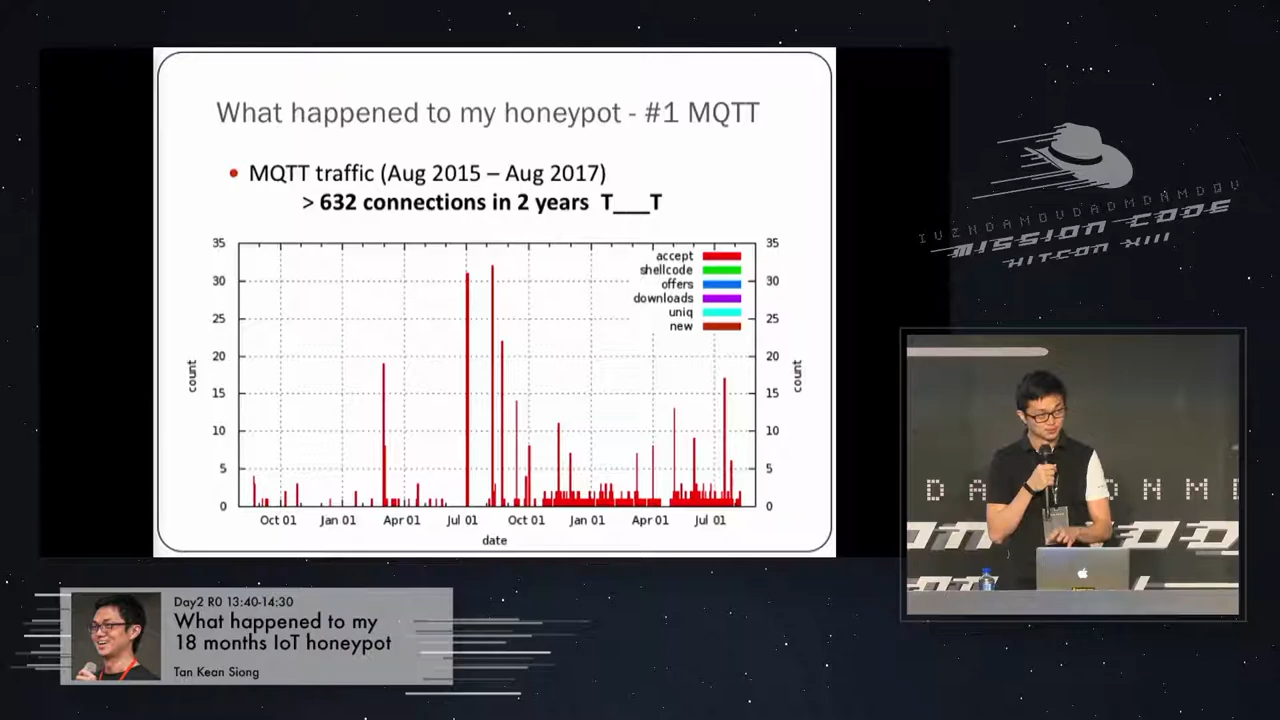 What happened to my honeypot - #1 MQTT
• MQTT traffic (Aug 2015 – Aug 2017)
> 632 connections in 2 years T___T
35
30
25
20
15
10
5
0
count
accept
shellcode
offers
downloads
uniq
new
35
30
25
20
15
10
5
0
count
Oct 01 Jan 01 Apr 01 Jul 01 Oct 01 Jan 01 Apr 01 Jul 01
date
MISSION CODE
HITCON XIII
Day2 R0 13:40-14:30
What happened to my
18 months IoT honeypot
Tan Kean Siong